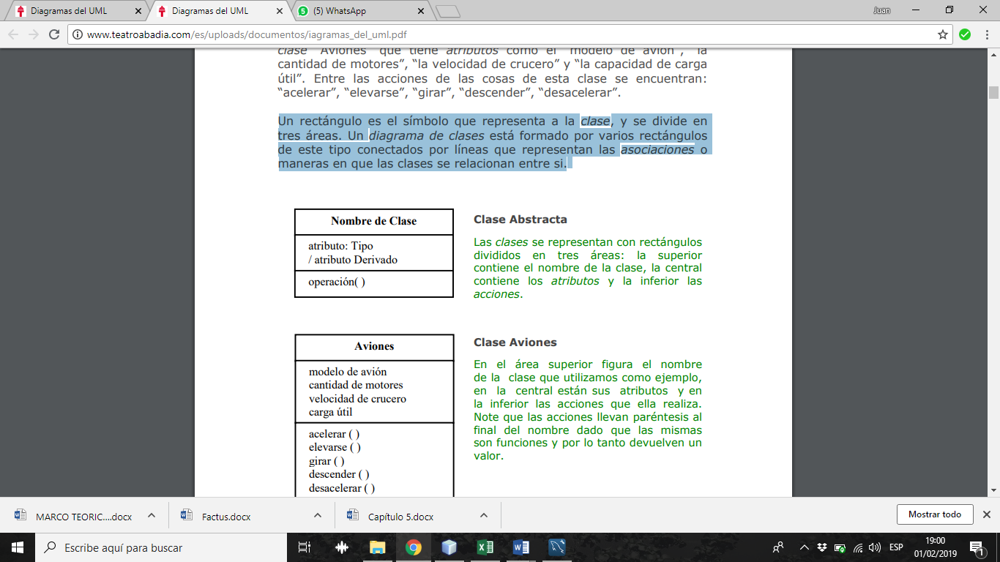 Diagramas del UML
Diagramas del UML
(5) WhatsApp
Juan
www.teatroabadia.com/es/uploads/documentos/iagramas_del_uml.pdf
clase “Aviones” que tiene atributos como el “modelo de avión”, “la
cantidad de motores”, “la velocidad de crucero” y “la capacidad de carga
útil”. Entre las acciones de las cosas de esta clase se encuentran:
“acelerar”, “elevarse”, “girar”, “descender”, “desacelerar”.
Un rectángulo es el símbolo que representa a la clase, y se divide en
tres áreas. Un diagrama de clases está formado por varios rectángulos
de este tipo conectados por líneas que representan las asociaciones o
maneras en que las clases se relacionan entre si.
Nombre de Clase
atributo: Tipo
/ atributo Derivado
operación( )
Clase Abstracta
Las clases se representan con rectángulos
divididos en tres áreas: la superior
contiene el nombre de la clase, la central
contiene los atributos y la inferior las
acciones.
Aviones
modelo de avión
cantidad de motores
velocidad de crucero
carga útil
acelerar ( )
elevarse ( )
girar ( )
descender ( )
desacelerar ( )
Clase Aviones
En el área superior figura el nombre
de la clase que utilizamos como ejemplo,
en la central están sus atributos y en
la inferior las acciones que ella realiza.
Note que las acciones llevan paréntesis al
final del nombre dado que las mismas
son funciones y por lo tanto devuelven un
valor.
MARCO TEORIC....docx
Factus.docx
Capítulo 5.docx
Mostrar todo
Escribe aquí para buscar
ESP
19:00
01/02/2019
1